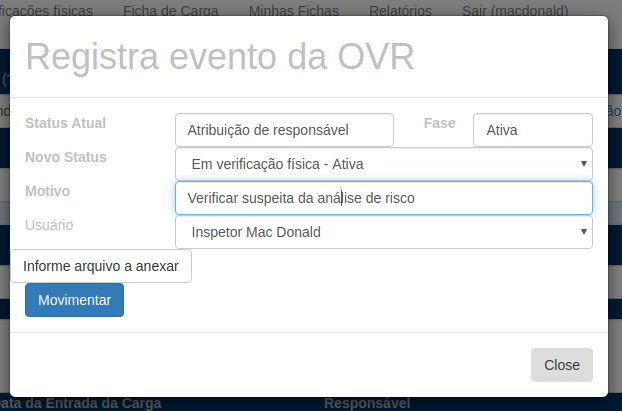 ficações físicas Ficha de Carga Minhas Fichas Relatórios Sair (macdonald)
Registra evento da OVR
Status Atual Atribuição de responsável Fase Ativa
Novo Status Em verificação física - Ativa
Motivo Verificar suspeita da análise de risco
Usuário Inspetor Mac Donald
Informe arquivo a anexar
Movimentar
Close
Data da Entrada da Carga Responsável